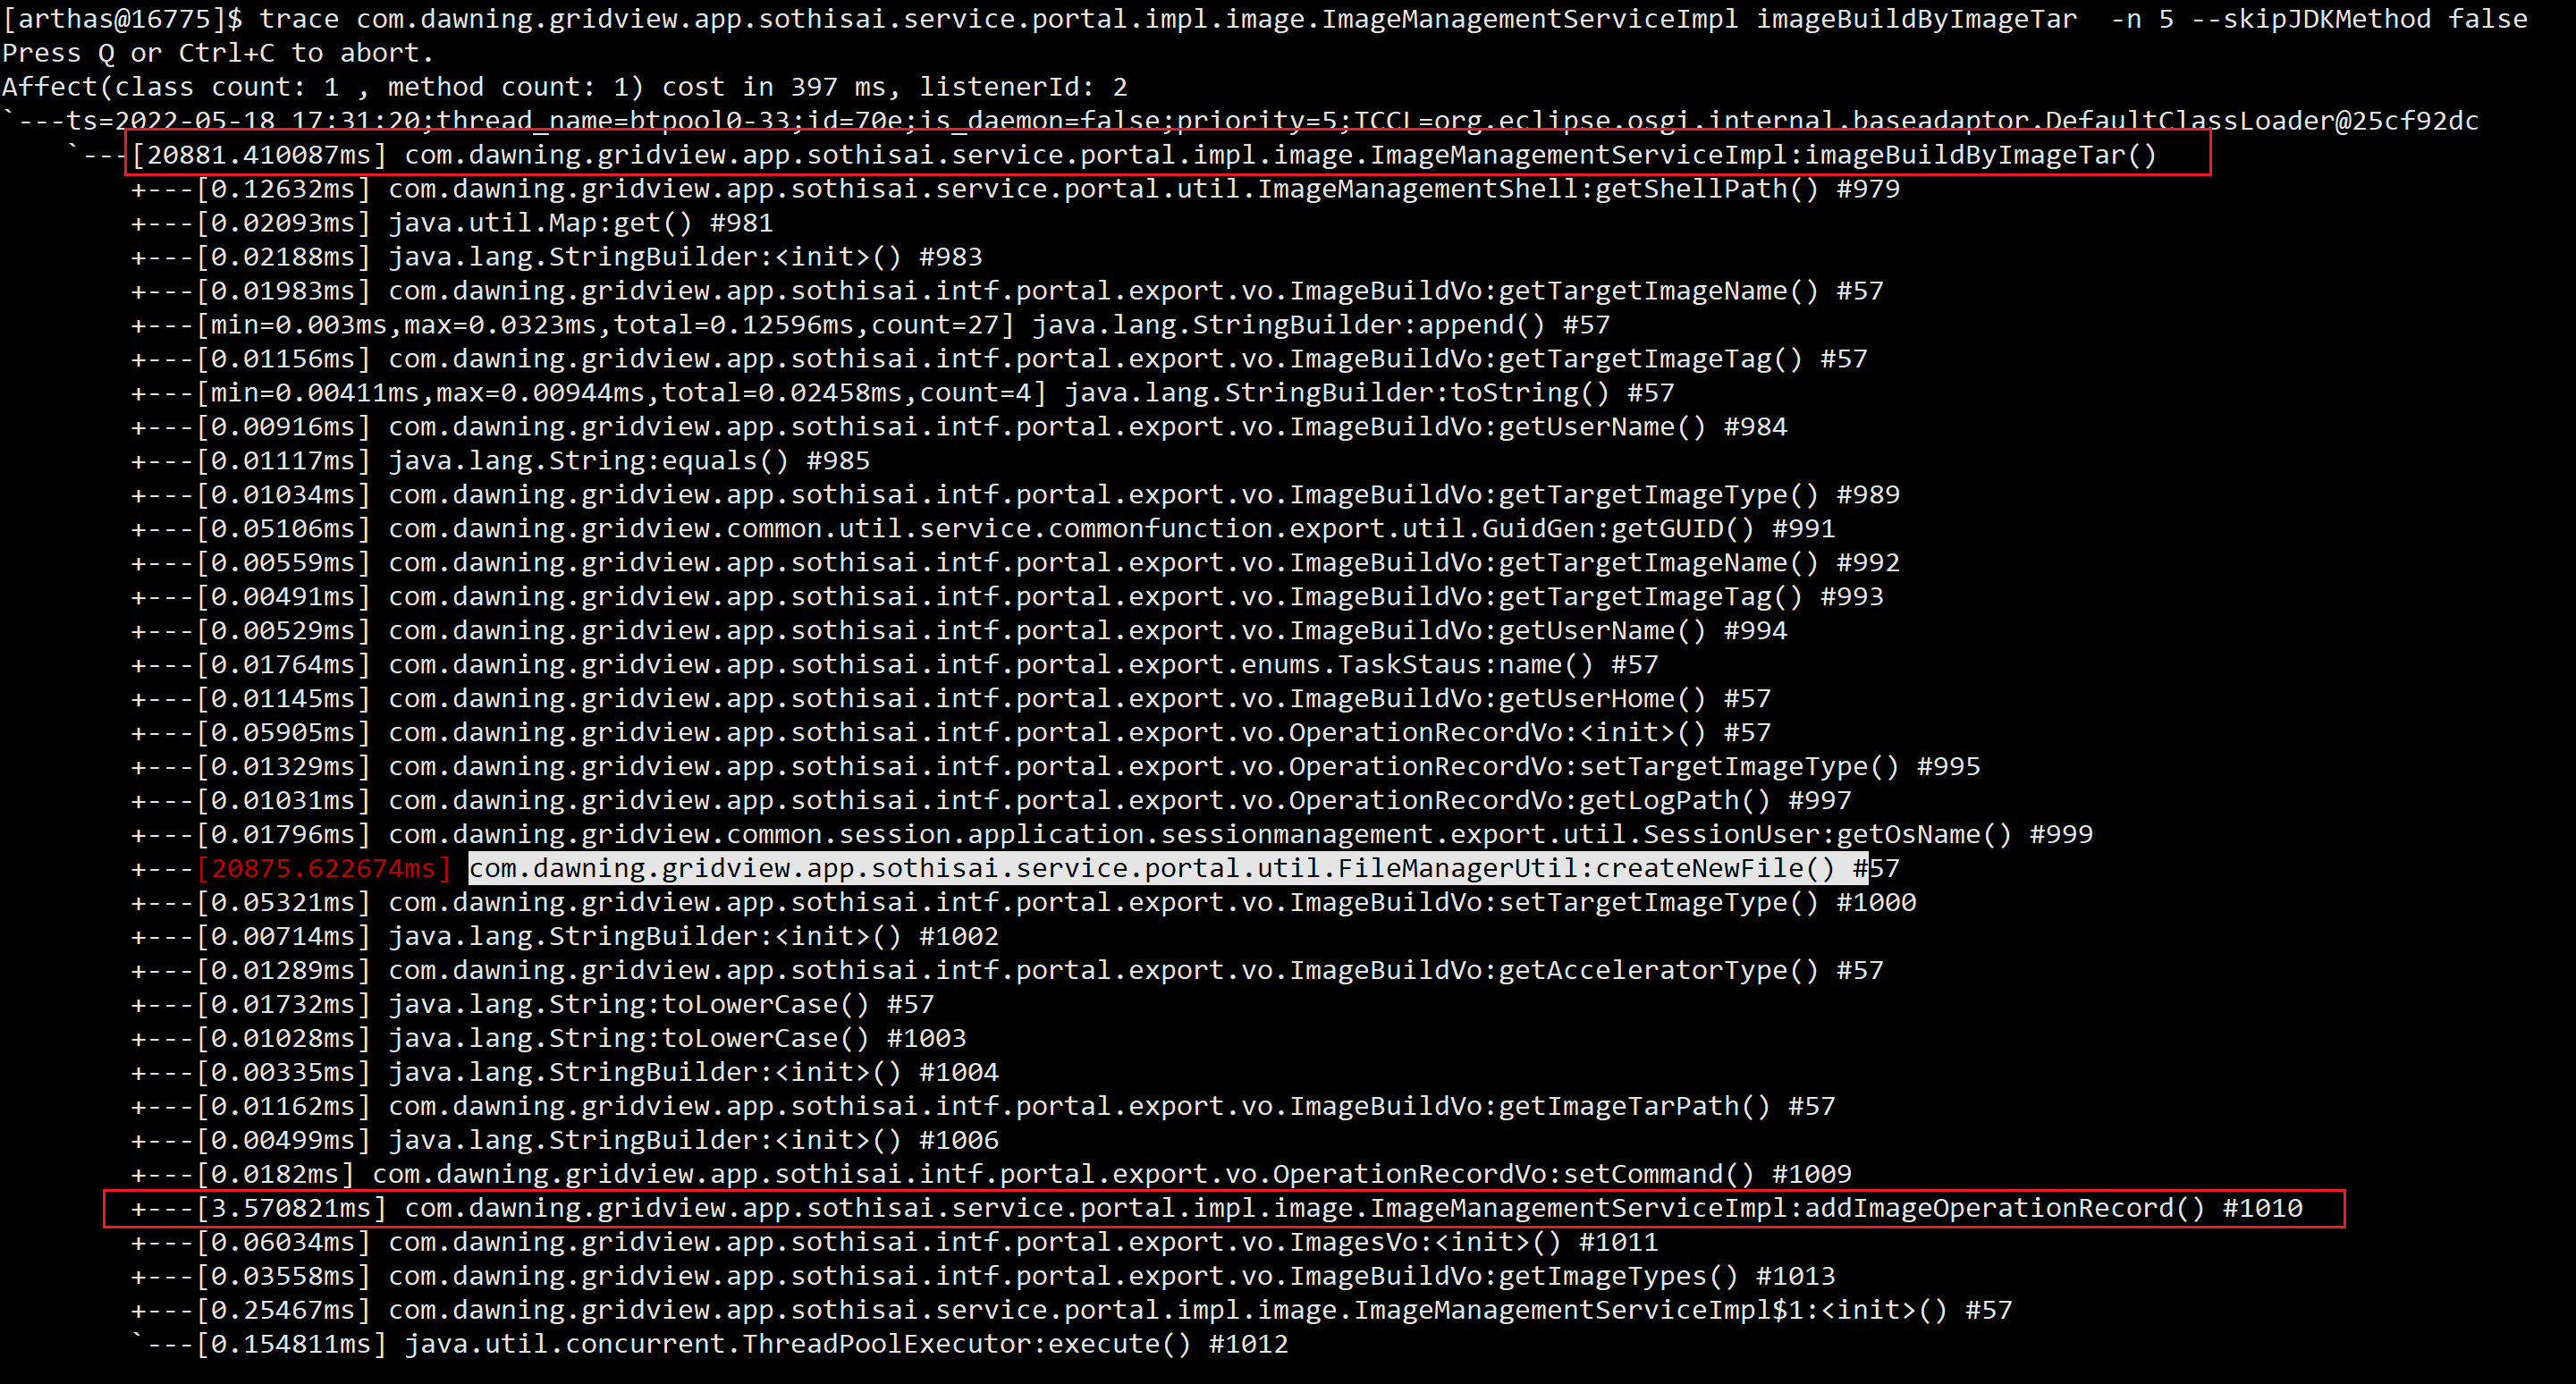 [arthas@16775]$ trace com.dawning.gridview.app.sothisai.service.portal.impl.image.ImageManagementServiceImpl imageBuildByImageTar  -n 5 --skipJDKMethod false
Press Q or Ctrl+C to abort.
Affect(class count: 1 , method count: 1) cost in 397 ms, listenerId: 2
`---ts=2022-05-18 17:31:20;thread_name=btpool0-33;id=70e;is_daemon=false;priority=5;TCCL=org.eclipse.osgi.internal.baseadaptor.DefaultClassLoader@25cf92dc
    `---[20881.410087ms] com.dawning.gridview.app.sothisai.service.portal.impl.image.ImageManagementServiceImpl:imageBuildByImageTar()
        +---[0.12632ms] com.dawning.gridview.app.sothisai.service.portal.util.ImageManagementShell:getShellPath() #979
        +---[0.02093ms] java.util.Map:get() #981
        +---[0.02188ms] java.lang.StringBuilder:<init>() #983
        +---[0.01983ms] com.dawning.gridview.app.sothisai.intf.portal.export.vo.ImageBuildVo:getTargetImageName() #57
        +---[min=0.003ms,max=0.0323ms,total=0.12596ms,count=27] java.lang.StringBuilder:append() #57
        +---[0.01156ms] com.dawning.gridview.app.sothisai.intf.portal.export.vo.ImageBuildVo:getTargetImageTag() #57
        +---[min=0.00411ms,max=0.00944ms,total=0.02458ms,count=4] java.lang.StringBuilder:toString() #57
        +---[0.00916ms] com.dawning.gridview.app.sothisai.intf.portal.export.vo.ImageBuildVo:getUserName() #984
        +---[0.01117ms] java.lang.String:equals() #985
        +---[0.01034ms] com.dawning.gridview.app.sothisai.intf.portal.export.vo.ImageBuildVo:getTargetImageType() #989
        +---[0.05106ms] com.dawning.gridview.common.util.service.commonfunction.export.util.GuidGen:getGUID() #991
        +---[0.00559ms] com.dawning.gridview.app.sothisai.intf.portal.export.vo.ImageBuildVo:getTargetImageName() #992
        +---[0.00491ms] com.dawning.gridview.app.sothisai.intf.portal.export.vo.ImageBuildVo:getTargetImageTag() #993
        +---[0.00529ms] com.dawning.gridview.app.sothisai.intf.portal.export.vo.ImageBuildVo:getUserName() #994
        +---[0.01764ms] com.dawning.gridview.app.sothisai.intf.portal.export.enums.TaskStaus:name() #57
        +---[0.01145ms] com.dawning.gridview.app.sothisai.intf.portal.export.vo.ImageBuildVo:getUserHome() #57
        +---[0.05905ms] com.dawning.gridview.app.sothisai.intf.portal.export.vo.OperationRecordVo:<init>() #57
        +---[0.01329ms] com.dawning.gridview.app.sothisai.intf.portal.export.vo.OperationRecordVo:setTargetImageType() #995
        +---[0.01031ms] com.dawning.gridview.app.sothisai.intf.portal.export.vo.OperationRecordVo:getLogPath() #997
        +---[0.01796ms] com.dawning.gridview.common.session.application.sessionmanagement.export.util.SessionUser:getOsName() #999
        +---[20875.622674ms] com.dawning.gridview.app.sothisai.service.portal.util.FileManagerUtil:createNewFile() #57
        +---[0.05321ms] com.dawning.gridview.app.sothisai.intf.portal.export.vo.ImageBuildVo:setTargetImageType() #1000
        +---[0.00714ms] java.lang.StringBuilder:<init>() #1002
        +---[0.01289ms] com.dawning.gridview.app.sothisai.intf.portal.export.vo.ImageBuildVo:getAcceleratorType() #57
        +---[0.01732ms] java.lang.String:toLowerCase() #57
        +---[0.01028ms] java.lang.String:toLowerCase() #1003
        +---[0.00335ms] java.lang.StringBuilder:<init>() #1004
        +---[0.01162ms] com.dawning.gridview.app.sothisai.intf.portal.export.vo.ImageBuildVo:getImageTarPath() #57
        +---[0.00499ms] java.lang.StringBuilder:<init>() #1006
        +---[0.0182ms] com.dawning.gridview.app.sothisai.intf.portal.export.vo.OperationRecordVo:setCommand() #1009
        +---[3.570821ms] com.dawning.gridview.app.sothisai.service.portal.impl.image.ImageManagementServiceImpl:addImageOperationRecord() #1010
        +---[0.06034ms] com.dawning.gridview.app.sothisai.intf.portal.export.vo.ImagesVo:<init>() #1011
        +---[0.03558ms] com.dawning.gridview.app.sothisai.intf.portal.export.vo.ImageBuildVo:getImageTypes() #1013
        +---[0.25467ms] com.dawning.gridview.app.sothisai.service.portal.impl.image.ImageManagementServiceImpl$1:<init>() #57
        `---[0.154811ms] java.util.concurrent.ThreadPoolExecutor:execute() #1012